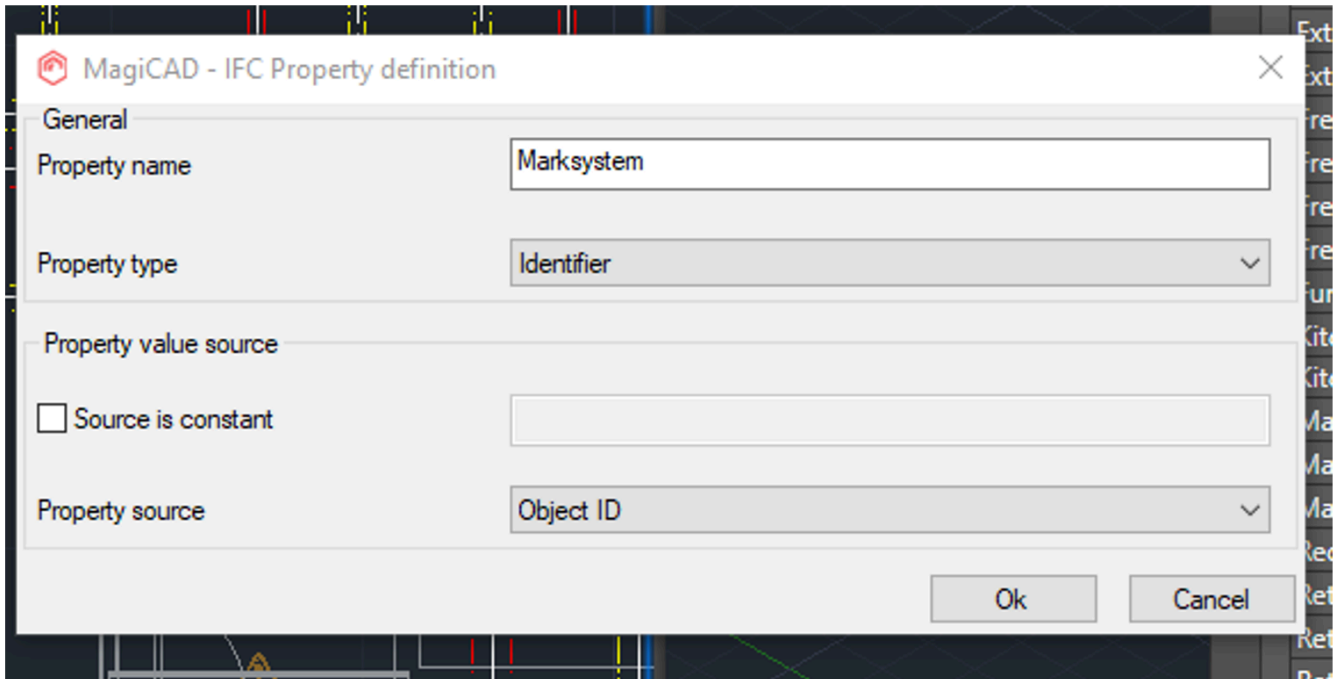 MagiCAD - IFC Property definition
General
Property name
Marksystem
Property type
Identifier
Property value source
Source is constant
Property source
Object ID
Ok
Cancel